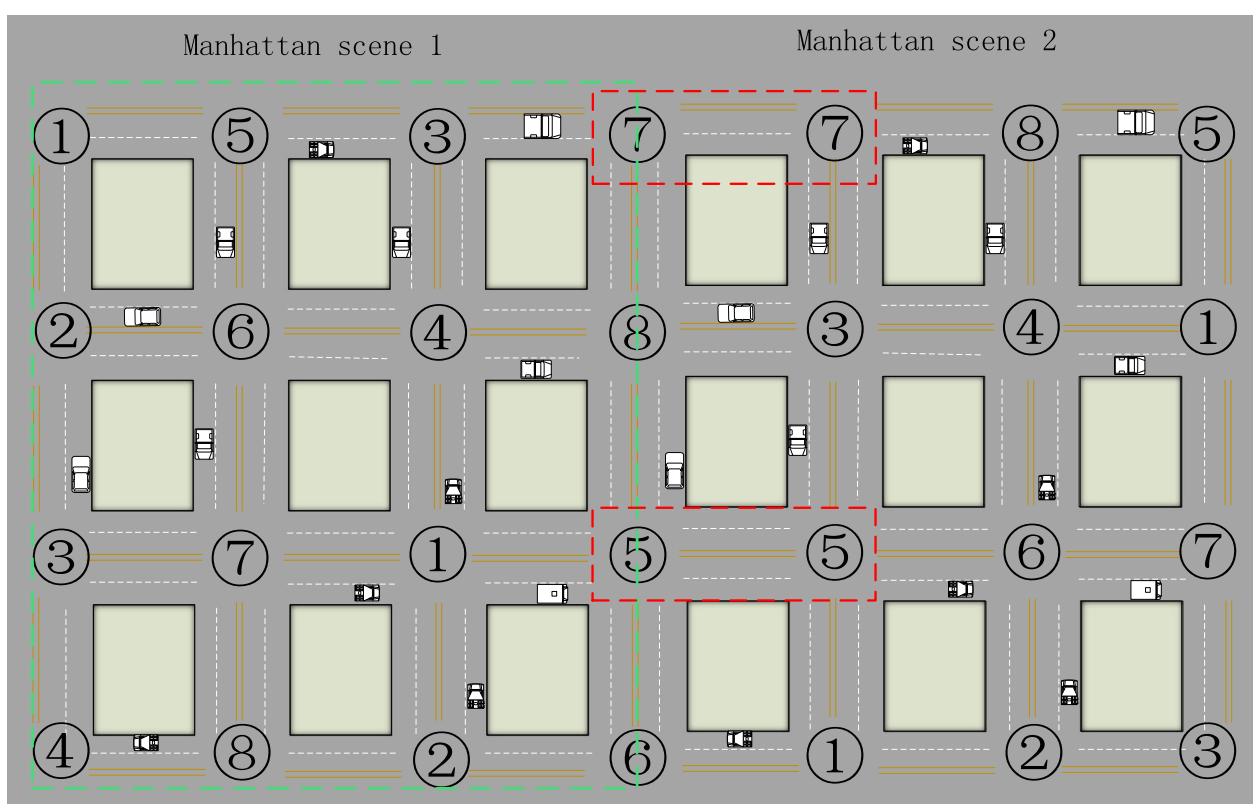 Manhattan scene 1
Manhattan scene 2
① ⑤ ③ ⑦ ⑦ ⑧ ⑤
② ⑥ ④ ⑧ ③ ④ ①
③ ⑦ ① ⑤ ⑤ ⑥ ⑦
④ ⑧ ② ⑥ ① ② ③